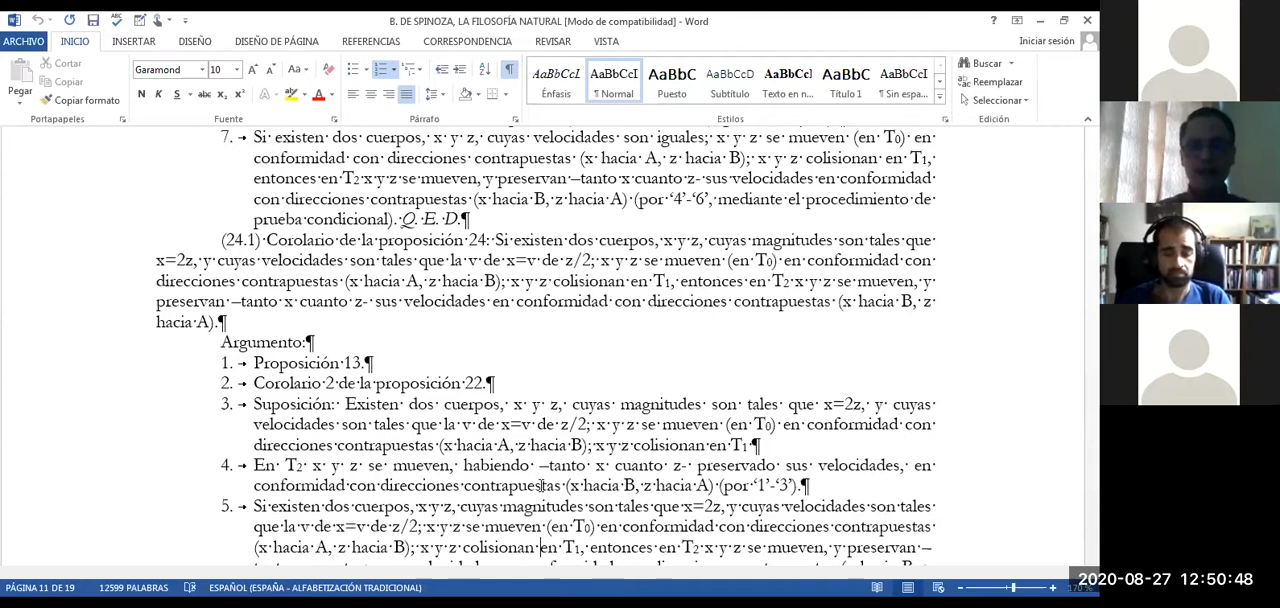 B. DE SPINOZA, LA FILOSOFÍA NATURAL [Modo de compatibilidad] - Word
ARCHIVO INICIO INSERTAR DISEÑO DISEÑO DE PÁGINA REFERENCIAS CORRESPONDENCIA REVISAR VISTA Iniciar sesión
Cortar
Copiar
Copiar formato
Pegar
Portapapeles
Garamond 10
N K S abc x₂ x²
Fuente
Párrafo
AaBbCcI AaBbCcI AaBbC AaBbCcI AaBbCcl AaBbC AaBbCcI
Énfasis ¶ Normal Puesto Subtítulo Texto en n... Título 1 ¶ Sin espa...
Estilos
Buscar
Reemplazar
Seleccionar
Edición
7. Si existen dos cuerpos, x y z, cuyas velocidades son iguales; x y z se mueven (en T0) en
conformidad con direcciones contrapuestas (x hacia A, z hacia B); x y z colisionan en T1,
entonces en T2 x y z se mueven, y preservan –tanto x cuanto z- sus velocidades en conformidad
con direcciones contrapuestas (x hacia B, z hacia A) (por ‘4’-‘6’, mediante el procedimiento de
prueba condicional). Q. E. D.¶
(24.1) Corolario de la proposición 24: Si existen dos cuerpos, x y z, cuyas magnitudes son tales que
x=2z, y cuyas velocidades son tales que la v de x=v de z/2; x y z se mueven (en T0) en conformidad con
direcciones contrapuestas (x hacia A, z hacia B); x y z colisionan en T1, entonces en T2 x y z se mueven, y
preservan –tanto x cuanto z- sus velocidades en conformidad con direcciones contrapuestas (x hacia B, z
hacia A).¶
Argumento:¶
1. Proposición 13.¶
2. Corolario 2 de la proposición 22.¶
3. Suposición: Existen dos cuerpos, x y z, cuyas magnitudes son tales que x=2z, y cuyas
velocidades son tales que la v de x=v de z/2; x y z se mueven (en T0) en conformidad con
direcciones contrapuestas (x hacia A, z hacia B); x y z colisionan en T1¶
4. En T2 x y z se mueven, habiendo –tanto x cuanto z- preservado sus velocidades, en
conformidad con direcciones contrapuestas (x hacia B, z hacia A) (por ‘1’-‘3’).¶
5. Si existen dos cuerpos, x y z, cuyas magnitudes son tales que x=2z, y cuyas velocidades son tales
que la v de x=v de z/2; x y z se mueven (en T0) en conformidad con direcciones contrapuestas
(x hacia A, z hacia B); x y z colisionan en T1, entonces en T2 x y z se mueven, y preservan –
PÁGINA 11 DE 19 12599 PALABRAS ESPAÑOL (ESPAÑA - ALFABETIZACIÓN TRADICIONAL) 170 %
2020-08-27 12:50:48